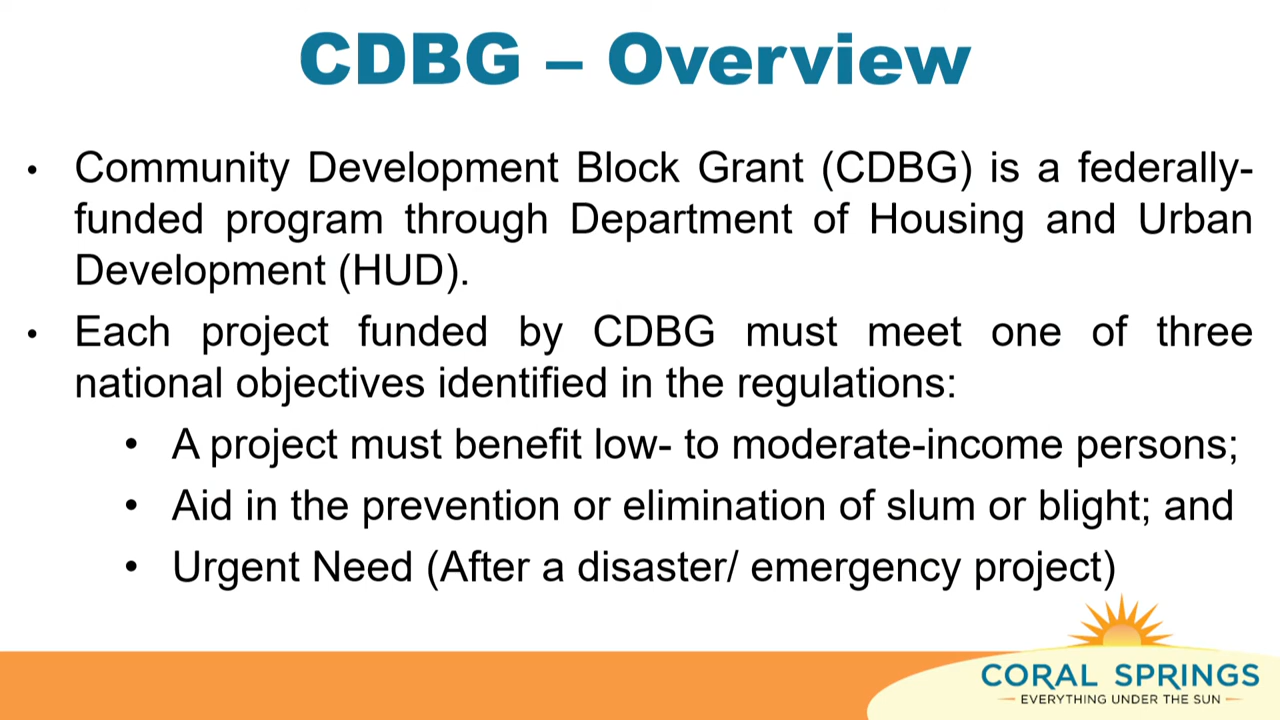 CDBG – Overview
• Community Development Block Grant (CDBG) is a federally-
funded program through Department of Housing and Urban
Development (HUD).
• Each project funded by CDBG must meet one of three
national objectives identified in the regulations:
• A project must benefit low- to moderate-income persons;
• Aid in the prevention or elimination of slum or blight; and
• Urgent Need (After a disaster/ emergency project)
CORAL SPRINGS
EVERYTHING UNDER THE SUN